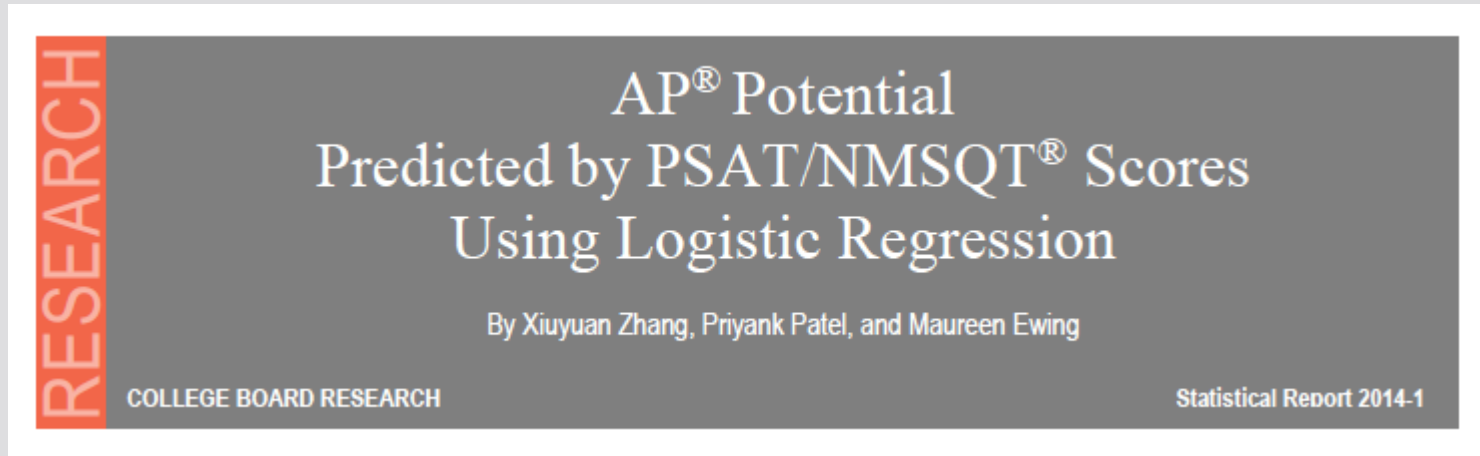 RESEARCH
AP® Potential
Predicted by PSAT/NMSQT® Scores
Using Logistic Regression
By Xiuyuan Zhang, Priyank Patel, and Maureen Ewing
COLLEGE BOARD RESEARCH
Statistical Report 2014-1